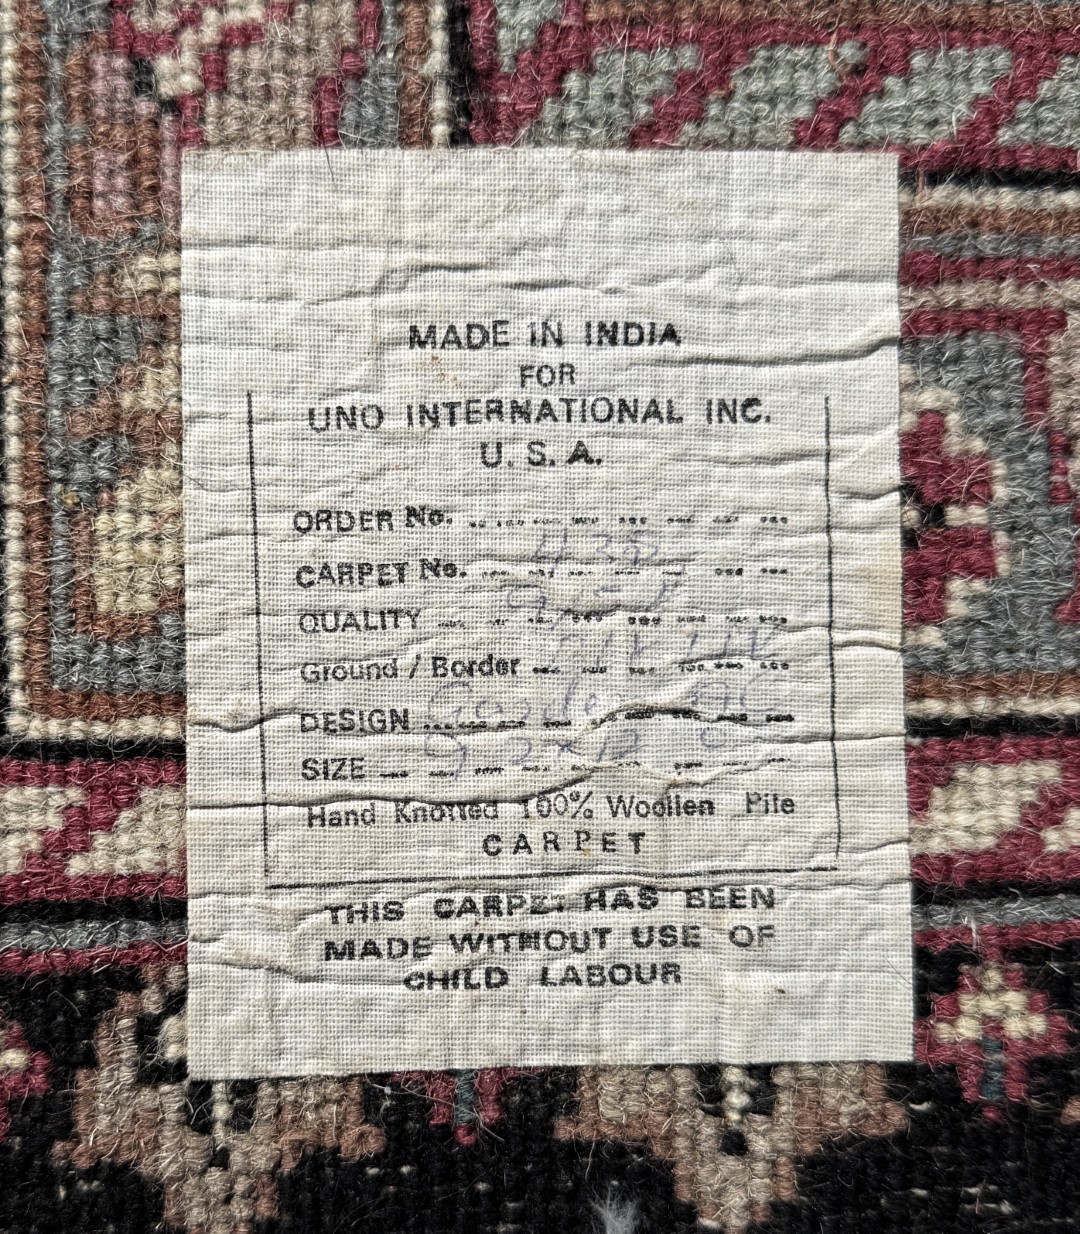 MADE IN INDIA
FOR
UNO INTERNATIONAL INC.
U. S. A.
ORDER No.
CARPET No. 438
QUALITY
Ground / Border
DESIGN
SIZE
Hand Knotted 100% Woollen Pile
CARPET
THIS CARPET HAS BEEN
MADE WITHOUT USE OF
CHILD LABOUR